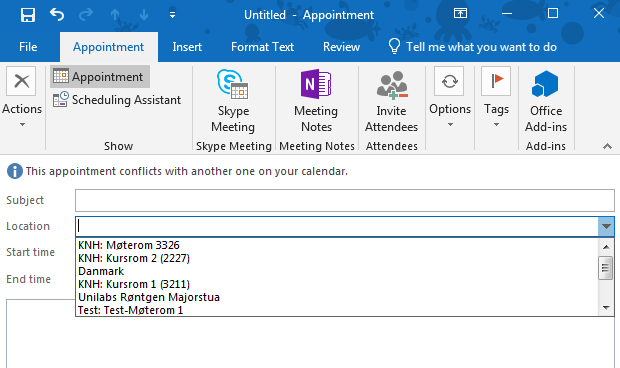 Untitled - Appointment
File Appointment Insert Format Text Review Tell me what you want to do
Actions
Appointment
Scheduling Assistant
Show
Skype
Meeting
Skype Meeting
Meeting
Notes
Meeting Notes
Invite
Attendees
Attendees
Options
Tags
Office
Add-ins
Add-ins
This appointment conflicts with another one on your calendar.
Subject
Location
KNH: Møterom 3326
KNH: Kursrom 2 (2227)
Danmark
KNH: Kursrom 1 (3211)
Unilabs Røntgen Majorstua
Test: Test-Møterom 1
Start time
End time